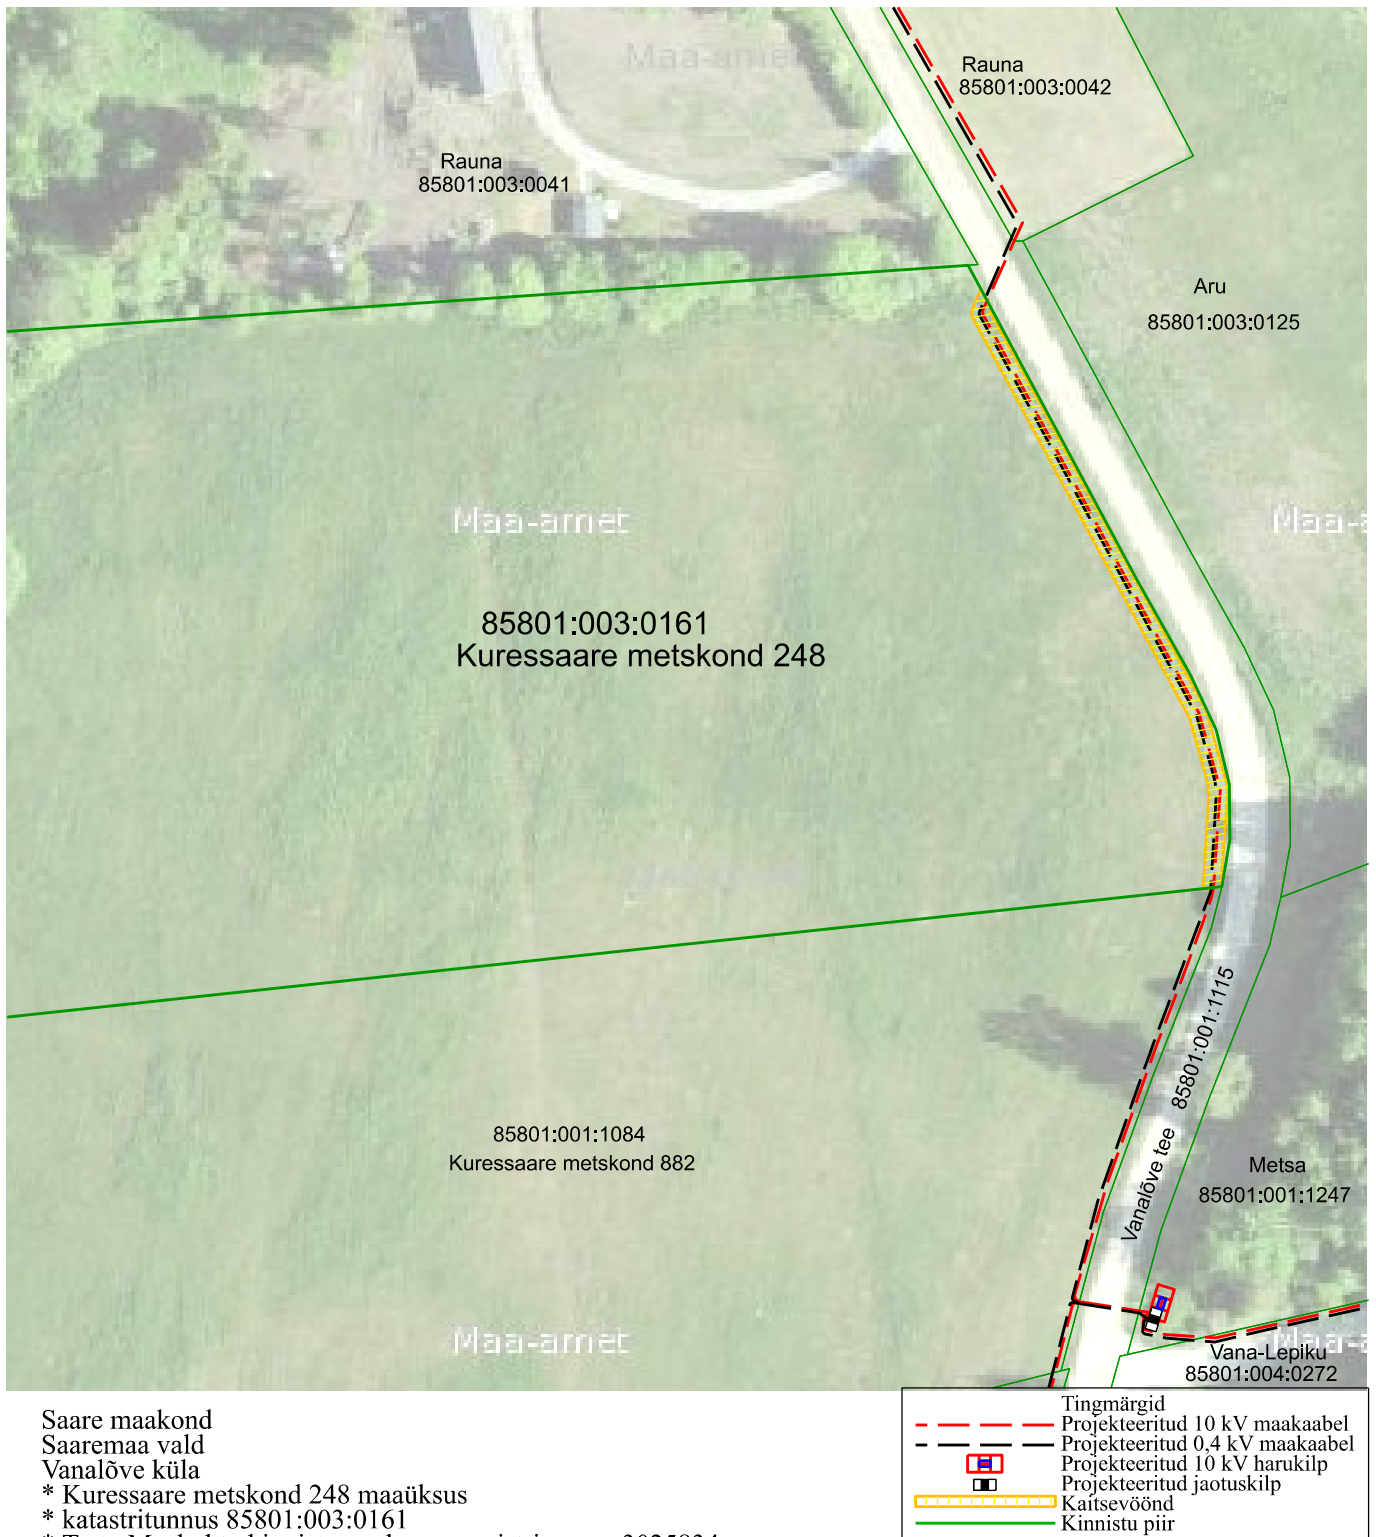 Maa-amet
Rauna
85801:003:0042
Rauna
85801:003:0041
Aru
85801:003:0125
Maa-amet
Maa-a
85801:003:0161
Kuressaare metskond 248
85801:001:1084
Kuressaare metskond 882
Vanalõve tee 85801:001:1115
Metsa
85801:001:1247
Maa-amet
Maa-a
Vana-Lepiku
85801:004:0272
Saare maakond
Saaremaa vald
Vanalõve küla
* Kuressaare metskond 248 maaüksus
* katastritunnus 85801:003:0161
Tingmärgid
Projekteeritud 10 kV maakaabel
Projekteeritud 0,4 kV maakaabel
Projekteeritud 10 kV harukilp
Projekteeritud jaotuskilp
Kaitsevöönd
Kinnistu piir